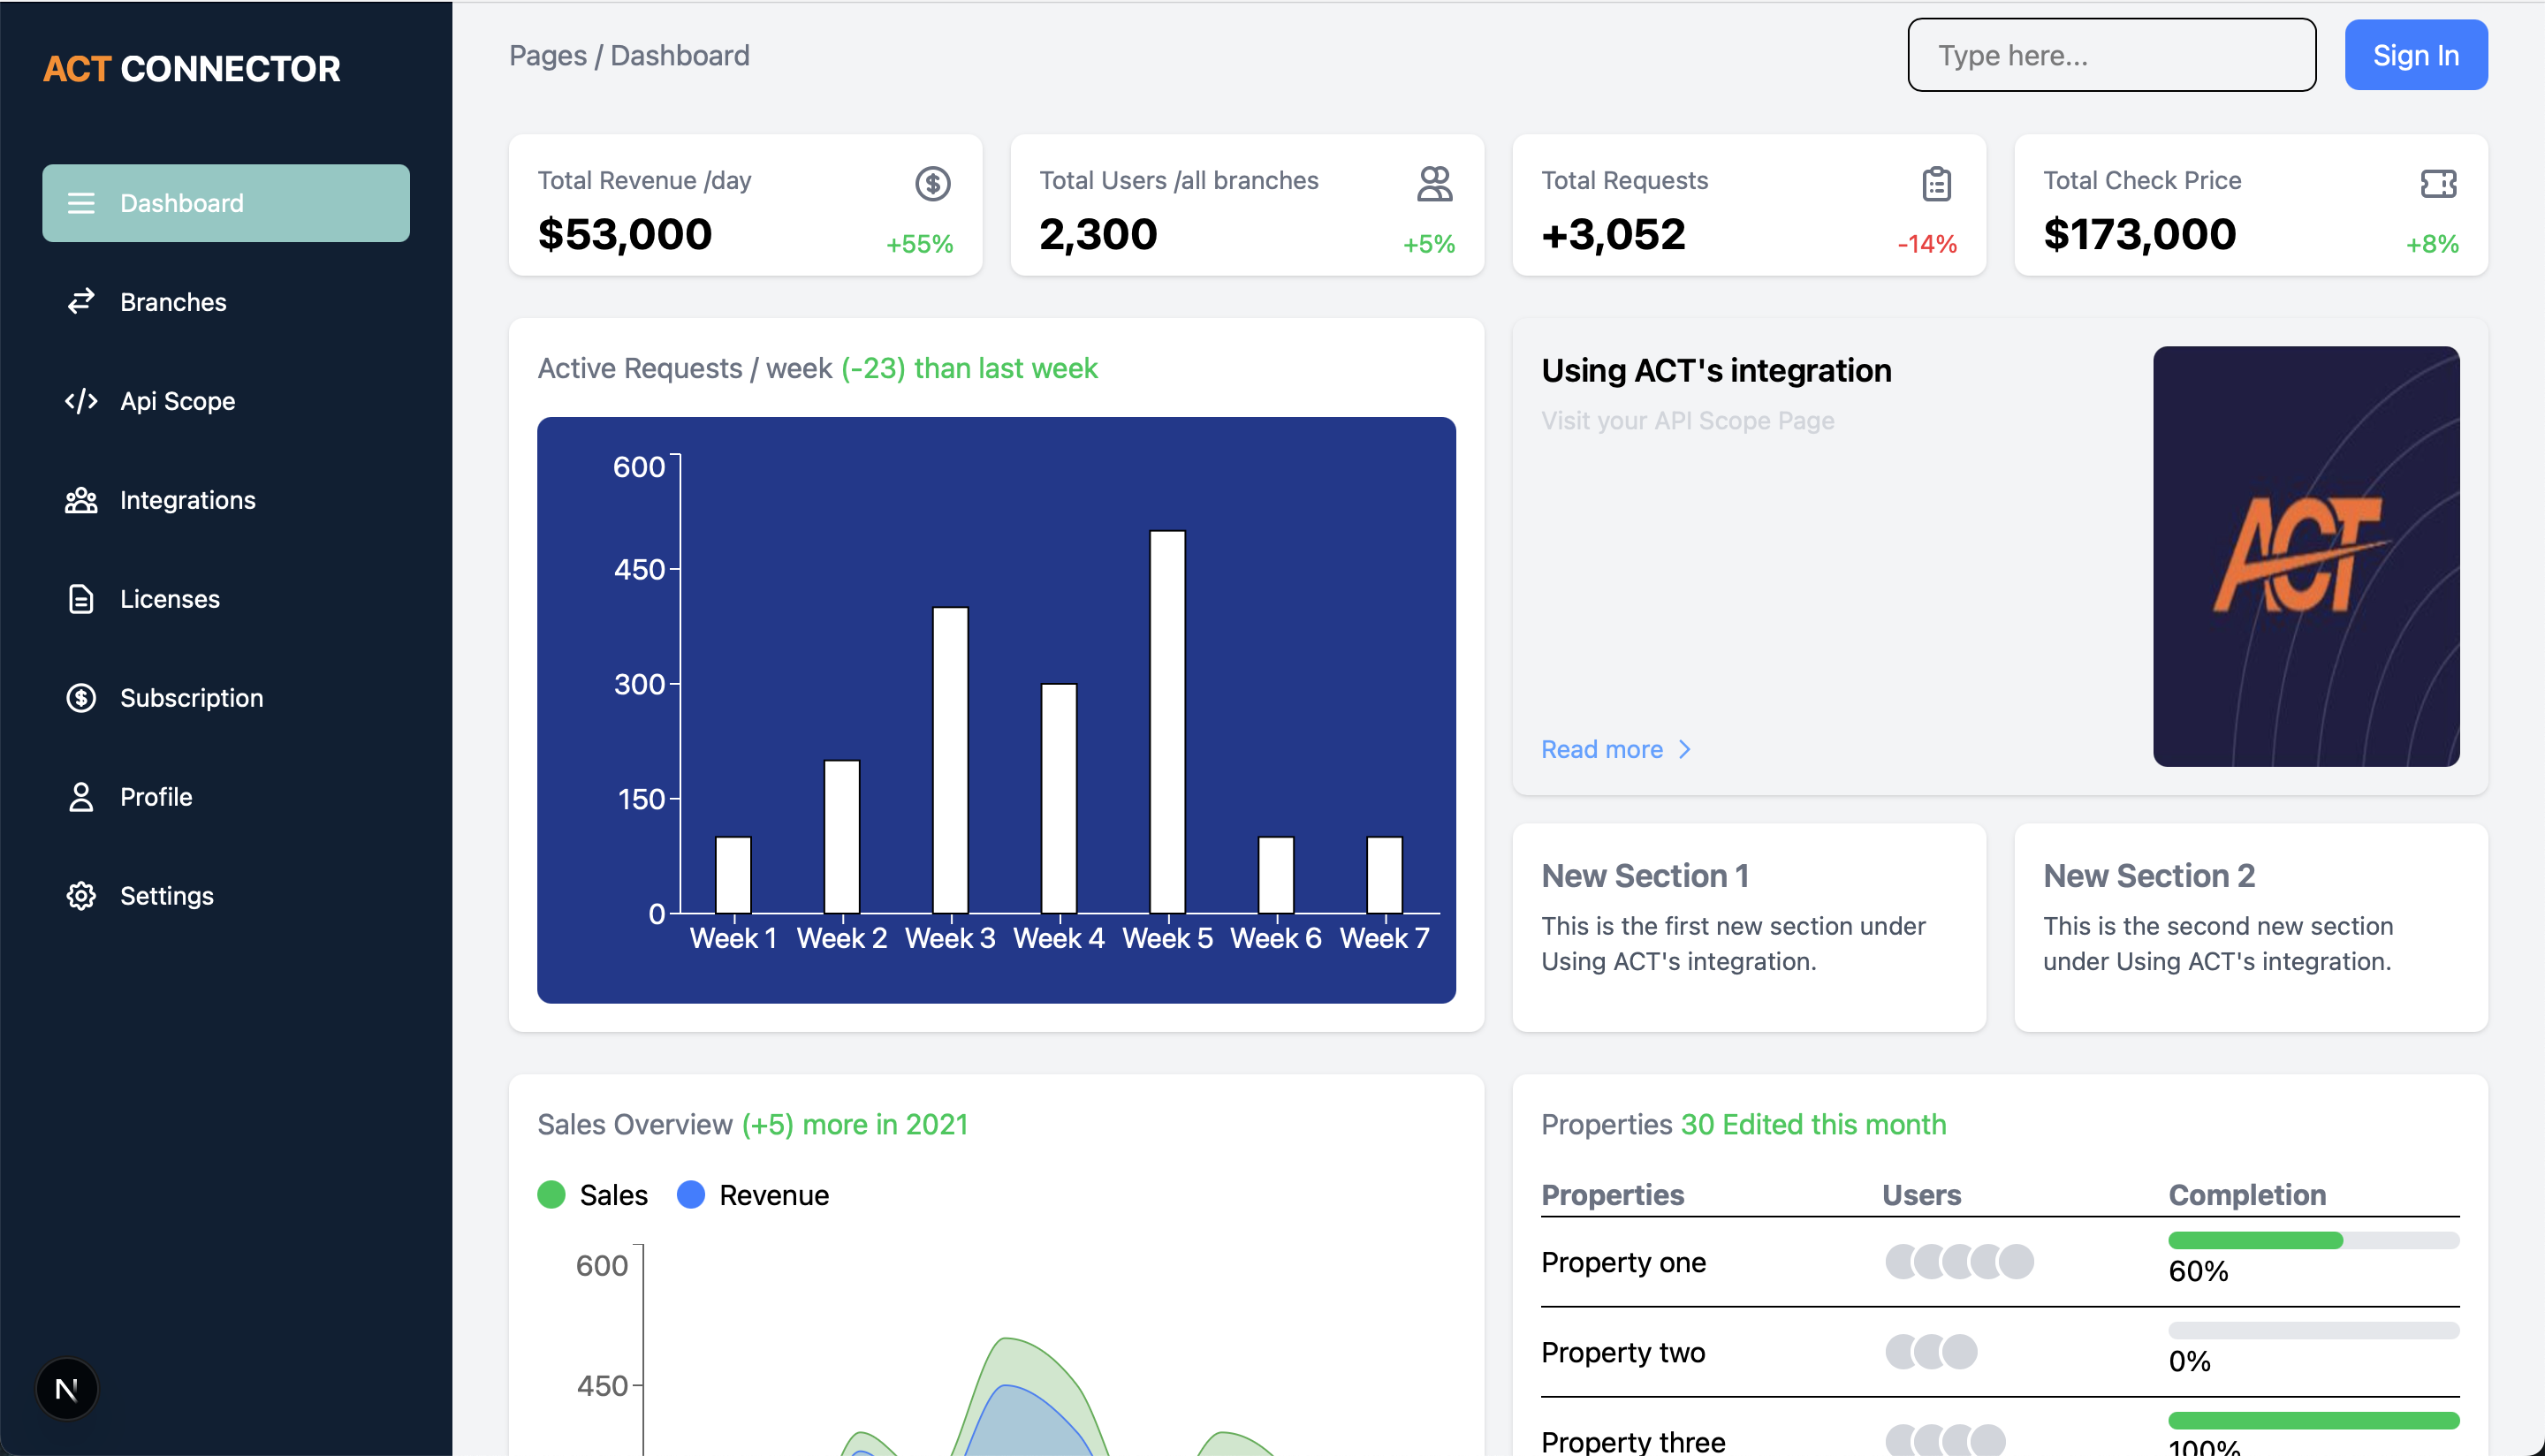 ACT CONNECTOR
Dashboard
Branches
Api Scope
Integrations
Licenses
Subscription
Profile
Settings
N
Pages / Dashboard
Type here...
Sign In
Total Revenue /day
$53,000
+55%
Total Users /all branches
2,300
+5%
Total Requests
+3,052
-14%
Total Check Price
$173,000
+8%
Active Requests / week (-23) than last week
600
450
300
150
0
Week 1 Week 2 Week 3 Week 4 Week 5 Week 6 Week 7
Using ACT's integration
Visit your API Scope Page
Read more
ACT
New Section 1
This is the first new section under
Using ACT's integration.
New Section 2
This is the second new section
under Using ACT's integration.
Sales Overview (+5) more in 2021
Sales Revenue
600
450
Properties 30 Edited this month
Properties Users Completion
Property one
60%
Property two
0%
Property three
100%